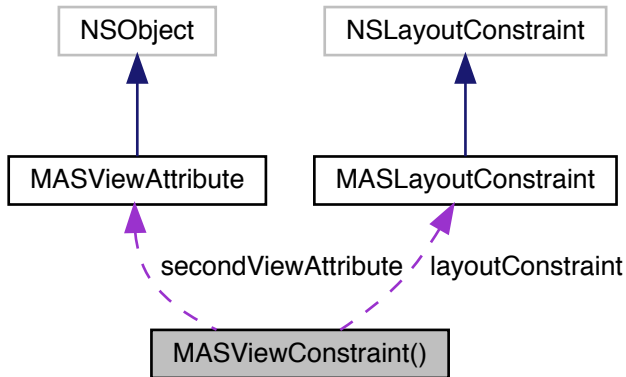 NSObject
NSLayoutConstraint
MASViewAttribute
MASLayoutConstraint
secondViewAttribute
layoutConstraint
MASViewConstraint()